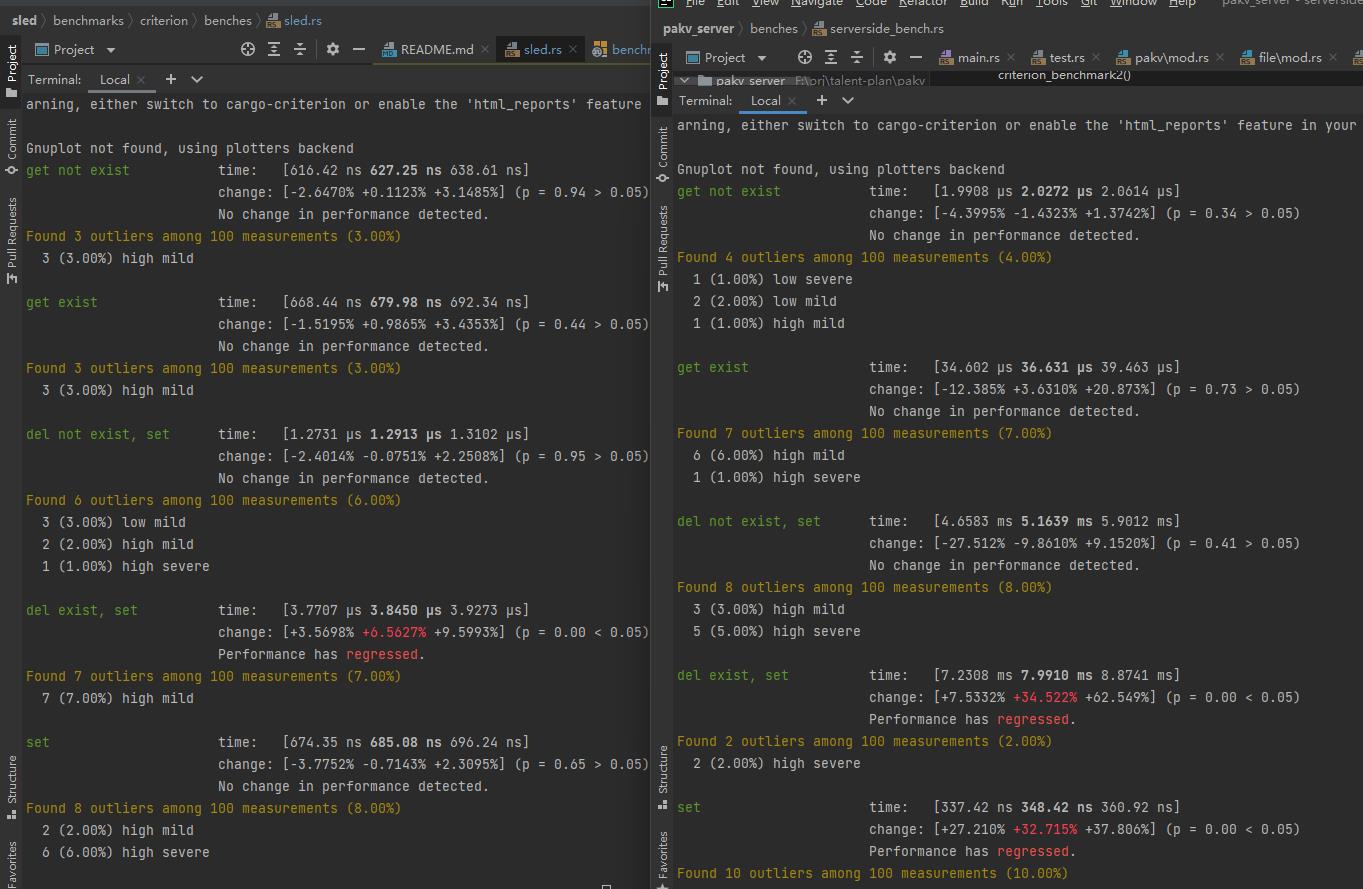 sled benchmarks criterion benches sled.rs
Project README.md sled.rs
Terminal: Local
arning, either switch to cargo-criterion or enable the 'html_reports' feature
Gnuplot not found, using plotters backend
get not exist time: [616.42 ns 627.25 ns 638.61 ns]
change: [-2.6470% +0.1123% +3.1485%] (p = 0.94 > 0.05)
No change in performance detected.
Found 3 outliers among 100 measurements (3.00%)
3 (3.00%) high mild
get exist time: [668.44 ns 679.98 ns 692.34 ns]
change: [-1.5195% +0.9865% +3.4353%] (p = 0.44 > 0.05)
No change in performance detected.
Found 3 outliers among 100 measurements (3.00%)
3 (3.00%) high mild
del not exist, set time: [1.2731 µs 1.2913 µs 1.3102 µs]
change: [-2.4014% -0.0751% +2.2508%] (p = 0.95 > 0.05)
No change in performance detected.
Found 6 outliers among 100 measurements (6.00%)
3 (3.00%) low mild
2 (2.00%) high mild
1 (1.00%) high severe
del exist, set time: [3.7707 µs 3.8450 µs 3.9273 µs]
change: [+3.5698% +6.5627% +9.5993%] (p = 0.00 < 0.05)
Performance has regressed.
Found 7 outliers among 100 measurements (7.00%)
7 (7.00%) high mild
set time: [674.35 ns 685.08 ns 696.24 ns]
change: [-3.7752% -0.7143% +2.3095%] (p = 0.65 > 0.05)
No change in performance detected.
Found 8 outliers among 100 measurements (8.00%)
2 (2.00%) high mild
6 (6.00%) high severe
Project
Commit
Pull Requests
Structure
Favorites
File Edit View Navigate Code Refactor Build Run Tools Git Window Help
pakv_server benches serverside_bench.rs
Project main.rs test.rs pakv\mod.rs file\mod.rs
pakv_server F:\prj\talent-plan\pakv
criterion_benchmark2()
Terminal: Local
arning, either switch to cargo-criterion or enable the 'html_reports' feature in your
Gnuplot not found, using plotters backend
get not exist time: [1.9908 µs 2.0272 µs 2.0614 µs]
change: [-4.3995% -1.4323% +1.3742%] (p = 0.34 > 0.05)
No change in performance detected.
Found 4 outliers among 100 measurements (4.00%)
1 (1.00%) low severe
2 (2.00%) low mild
1 (1.00%) high mild
get exist time: [34.602 µs 36.631 µs 39.463 µs]
change: [-12.385% +3.6310% +20.873%] (p = 0.73 > 0.05)
No change in performance detected.
Found 7 outliers among 100 measurements (7.00%)
6 (6.00%) high mild
1 (1.00%) high severe
del not exist, set time: [4.6583 ms 5.1639 ms 5.9012 ms]
change: [-27.512% -9.8610% +9.1520%] (p = 0.41 > 0.05)
No change in performance detected.
Found 8 outliers among 100 measurements (8.00%)
3 (3.00%) high mild
5 (5.00%) high severe
del exist, set time: [7.2308 ms 7.9910 ms 8.8741 ms]
change: [+7.5332% +34.522% +62.549%] (p = 0.00 < 0.05)
Performance has regressed.
Found 2 outliers among 100 measurements (2.00%)
2 (2.00%) high severe
set time: [337.42 ns 348.42 ns 360.92 ns]
change: [+27.210% +32.715% +37.806%] (p = 0.00 < 0.05)
Performance has regressed.
Found 10 outliers among 100 measurements (10.00%)
Project
Commit
Pull Requests
Structure
Favorites